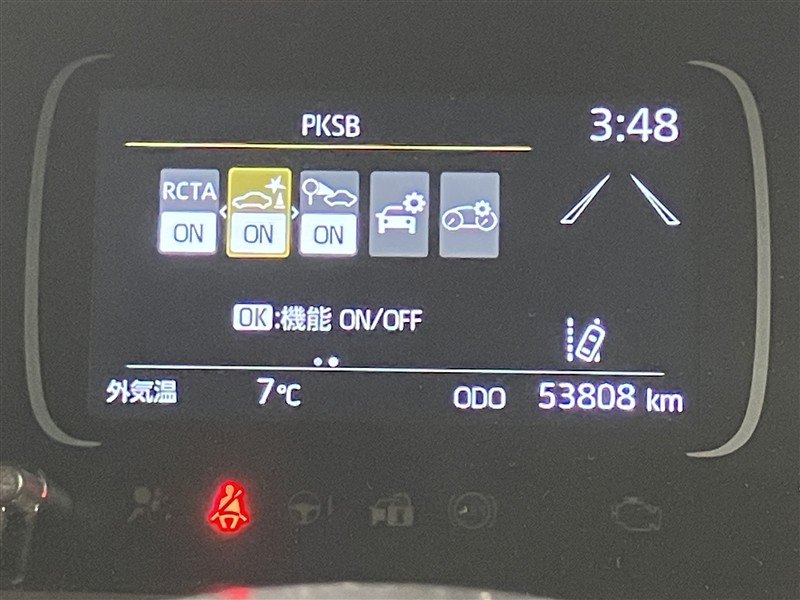 PKSB
3:48
RCTA
ON
ON
ON
OK:機能 ON/OFF
外気温 7℃ ODO 53808 km